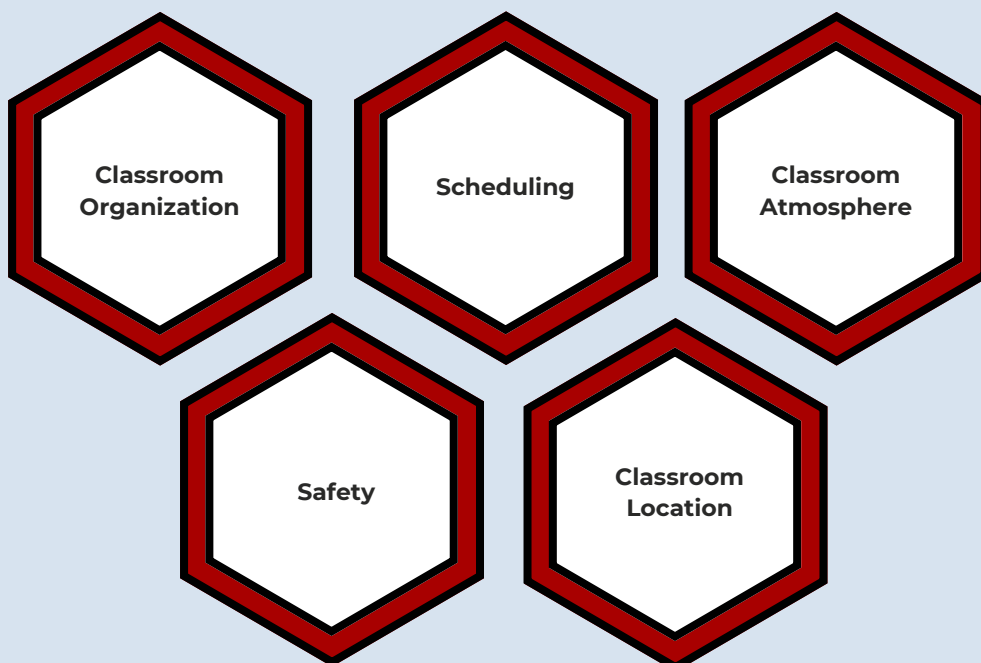 Classroom
Organization
Scheduling
Classroom
Atmosphere
Safety
Classroom
Location